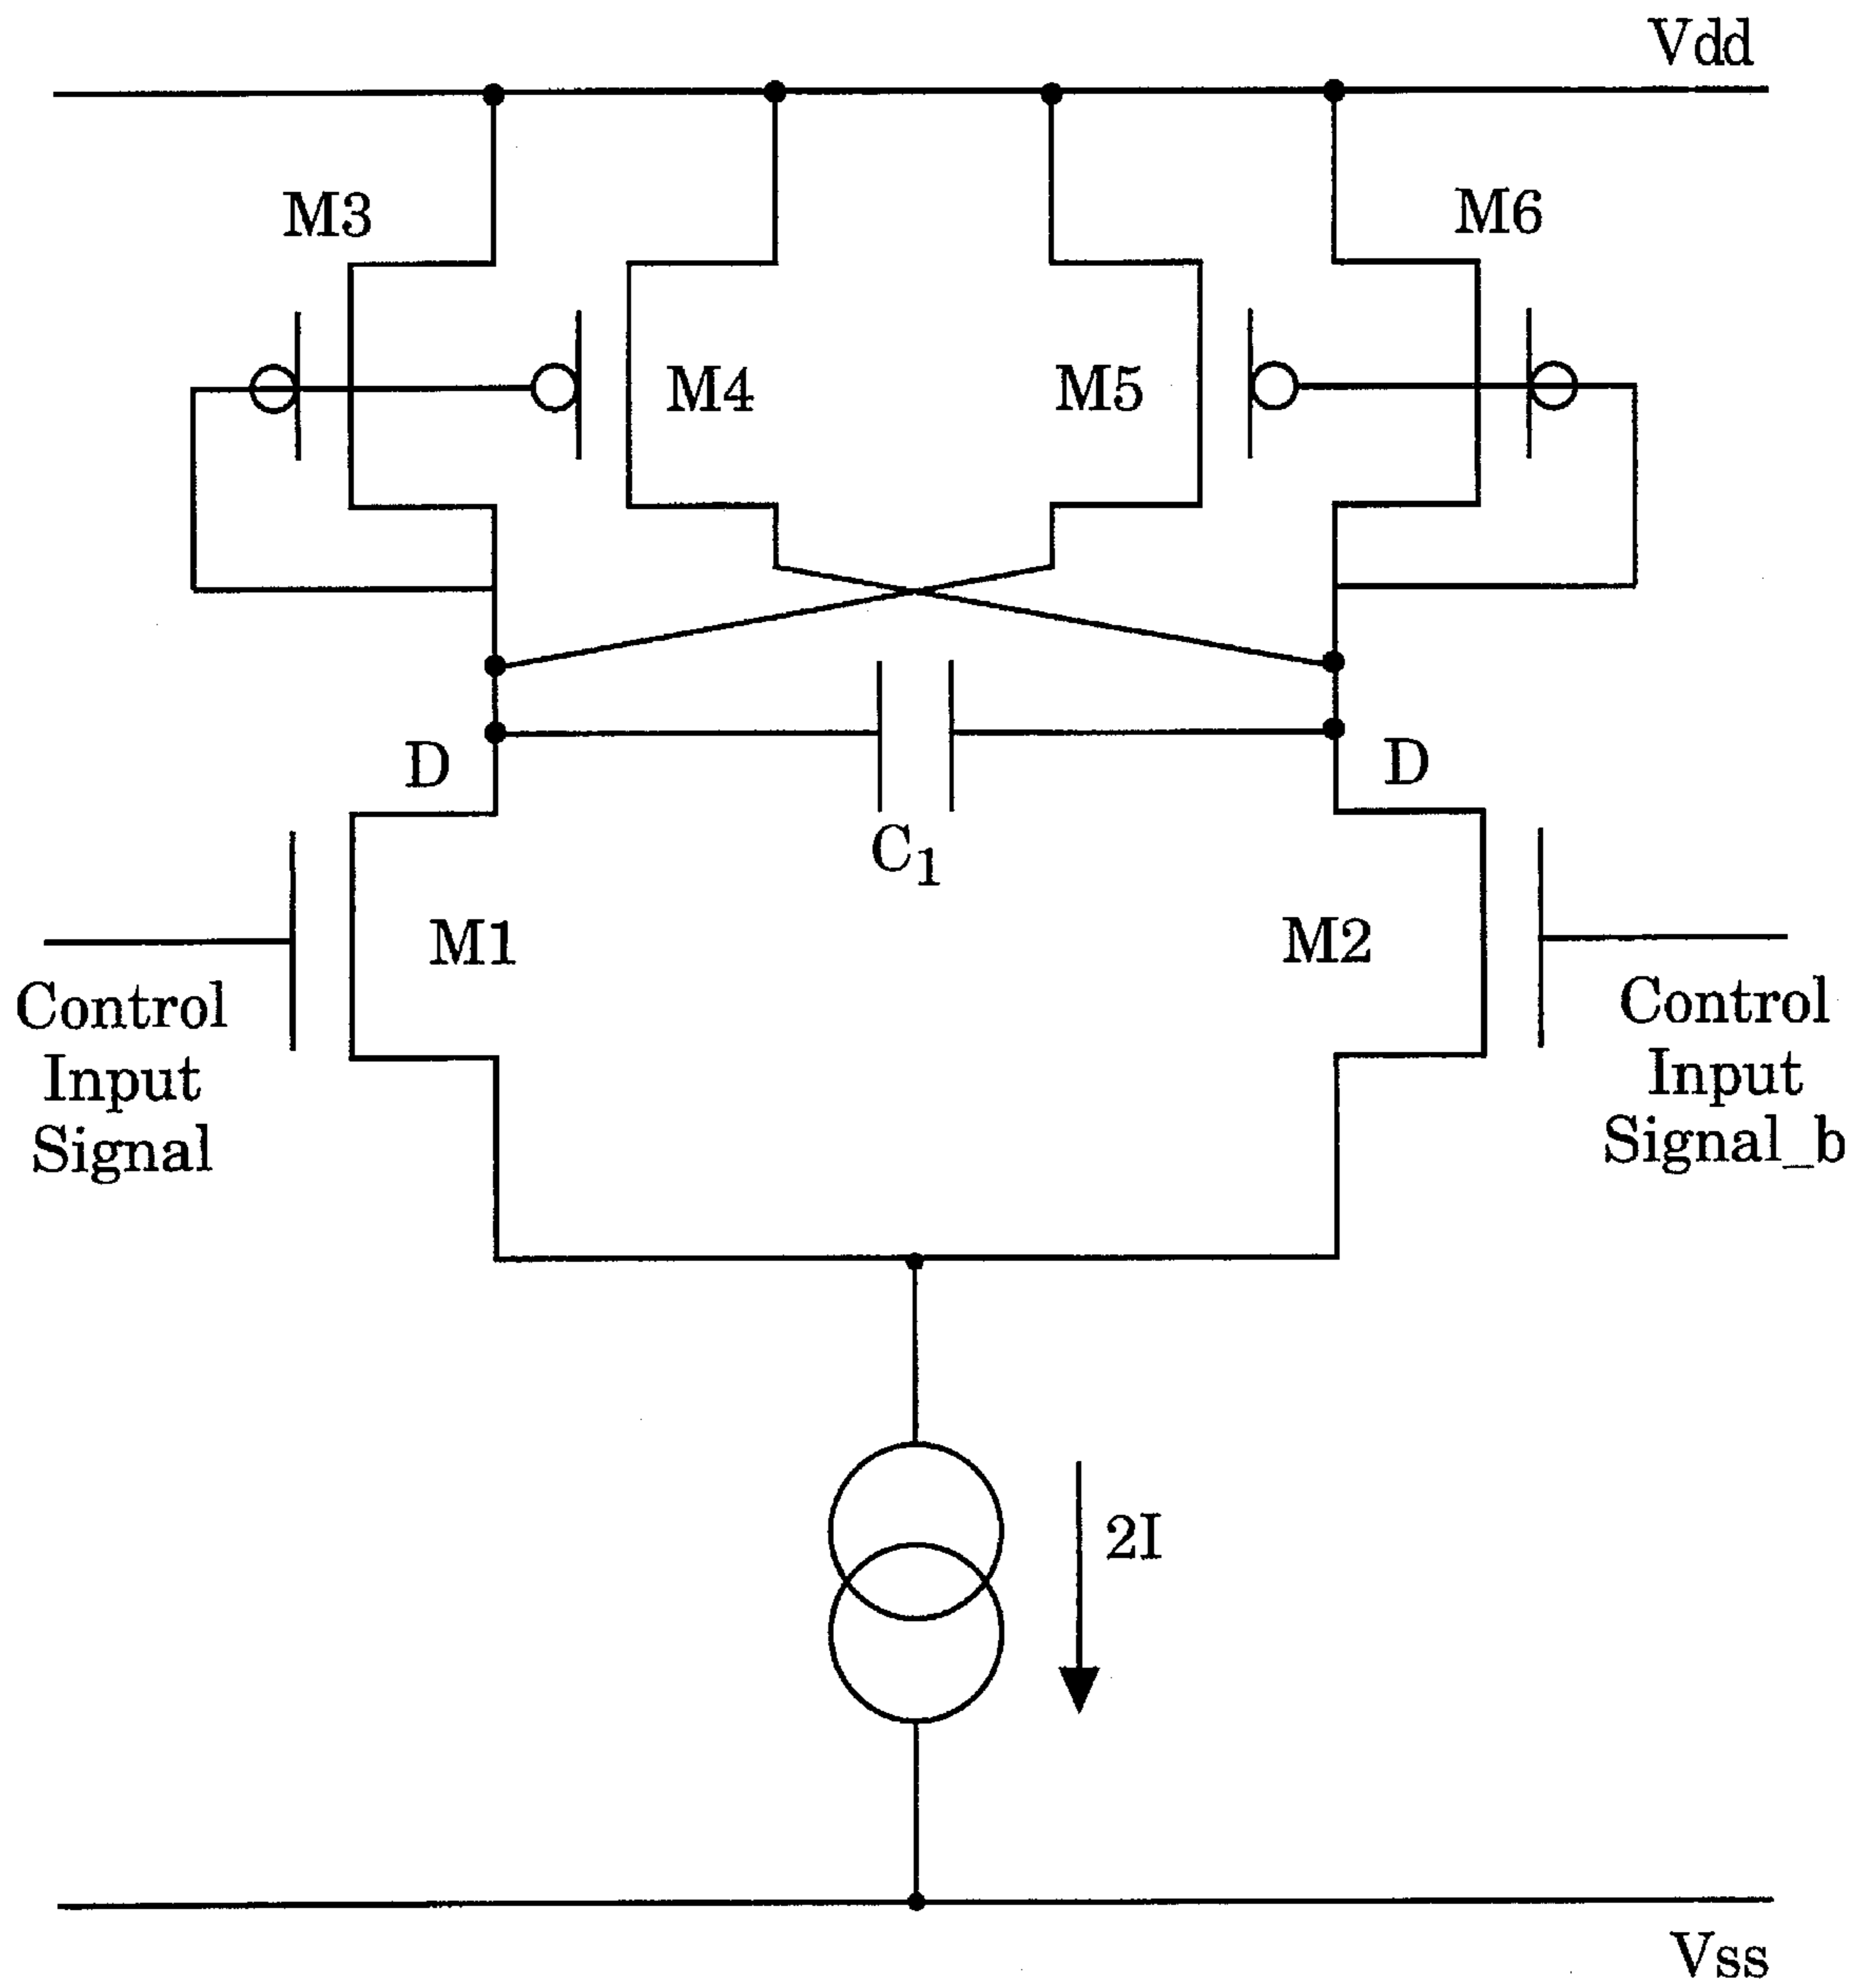 Vdd
M3
M6
M4
M5
D
D
C1
M1
M2
Control
Input
Signal
Control
Input
Signal_b
2I
Vss